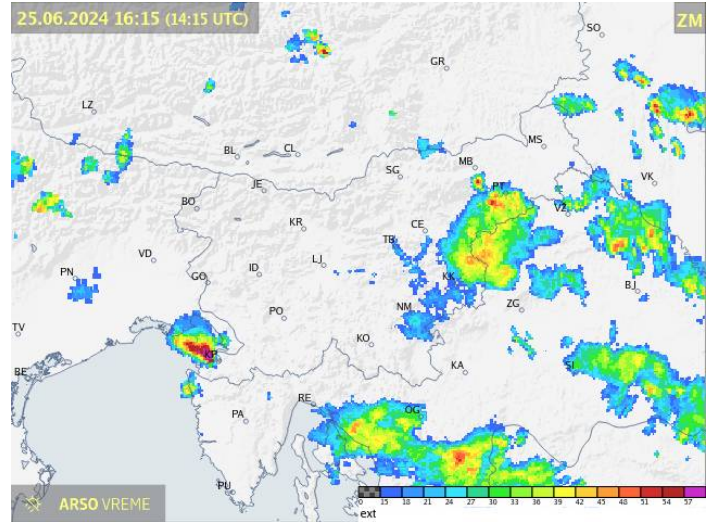 25.06.2024 16:15 (14:15 UTC)
ZM
SO
GR
LZ
MS
BL
CL
MB
SG
VK
JE
PT
BO
VŽ
KR
CE
TB
VD
LJ
PN
GO
ID
KK
BJ
NM
ZG
PO
TV
KO
KP
SI
BE
KA
RE
PA
OG
PU
ARSO VREME
0 15 18 21 24 27 30 33 36 39 42 45 48 51 54 57
ext